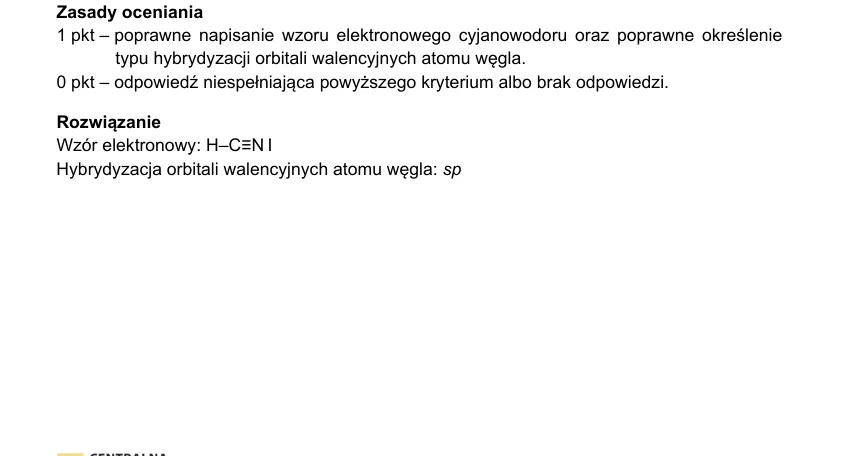 Zasady oceniania
1 pkt – poprawne napisanie wzoru elektronowego cyjanowodoru oraz poprawne określenie
typu hybrydyzacji orbitali walencyjnych atomu węgla.
0 pkt – odpowiedź niespełniająca powyższego kryterium albo brak odpowiedzi.
Rozwiązanie
Wzór elektronowy: H–C≡N I
Hybrydyzacja orbitali walencyjnych atomu węgla: sp
CENTRALNA